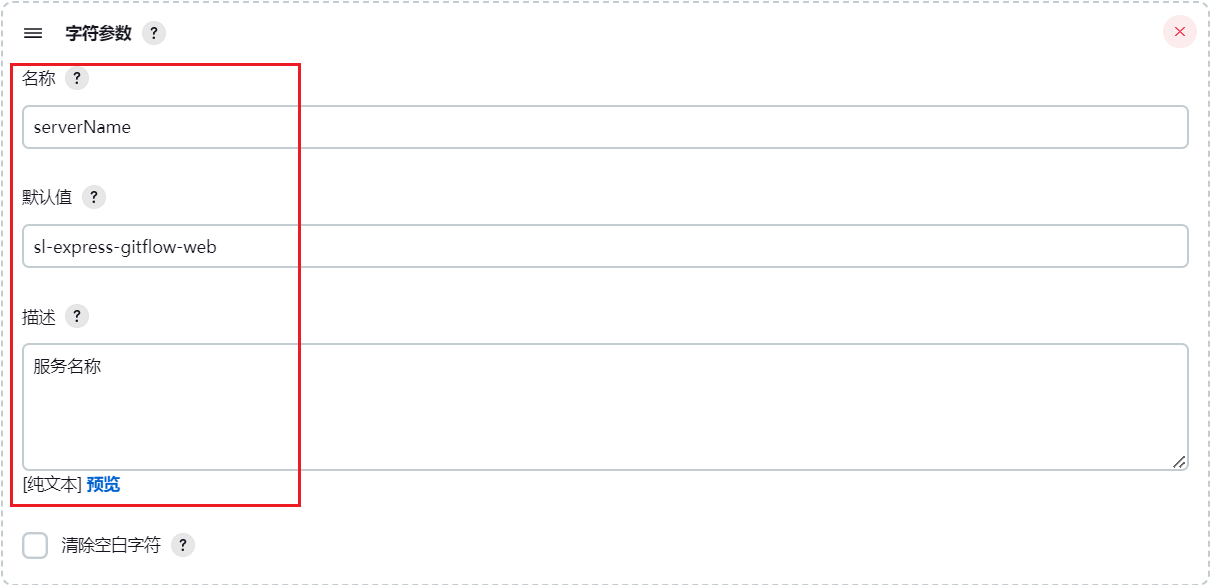 字符参数 ?
名称 ?
serverName
默认值 ?
sl-express-gitflow-web
描述 ?
服务名称
[纯文本] 预览
清除空白字符 ?